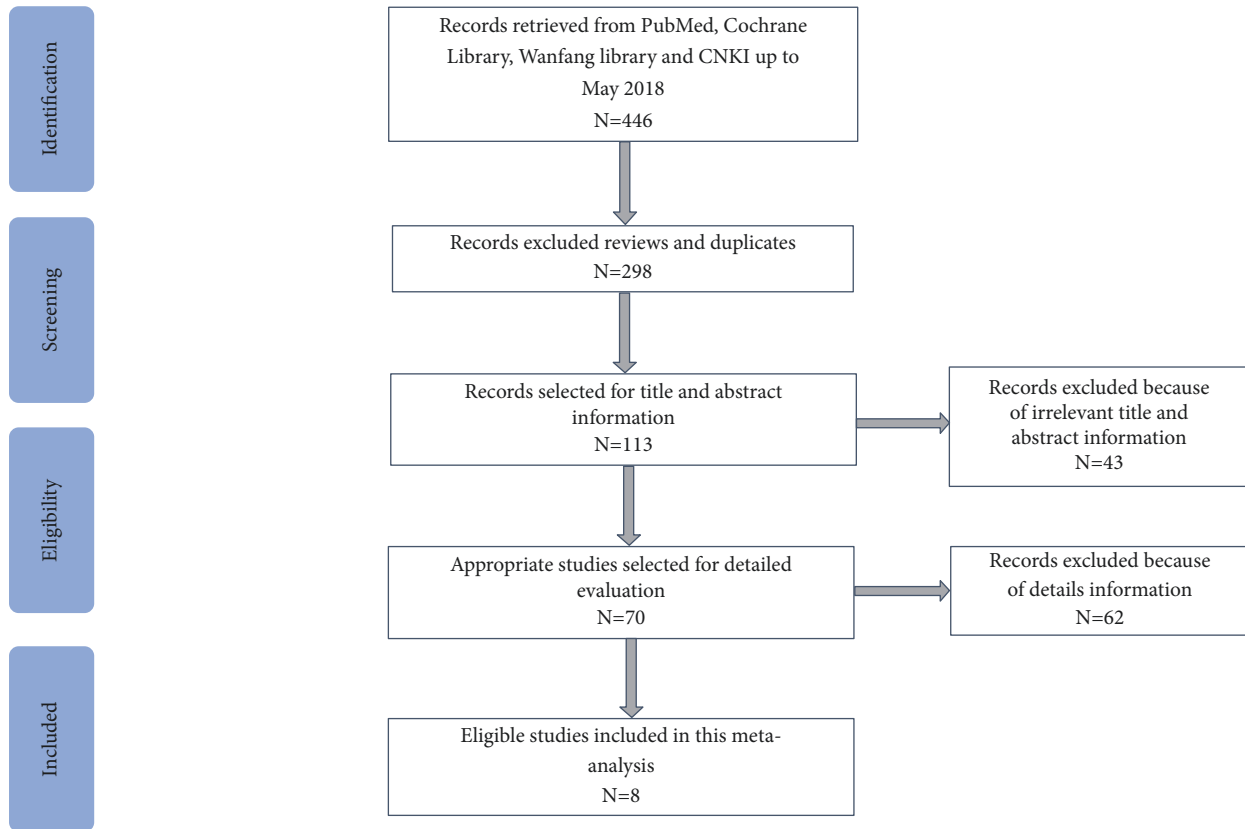 Identification
Records retrieved from PubMed, Cochrane
Library, Wanfang library and CNKI up to
May 2018
N=446
Screening
Records excluded reviews and duplicates
N=298
Records selected for title and abstract
information
N=113
Records excluded because
of irrelevant title and
abstract information
N=43
Eligibility
Appropriate studies selected for detailed
evaluation
N=70
Records excluded because
of details information
N=62
Included
Eligible studies included in this meta-
analysis
N=8